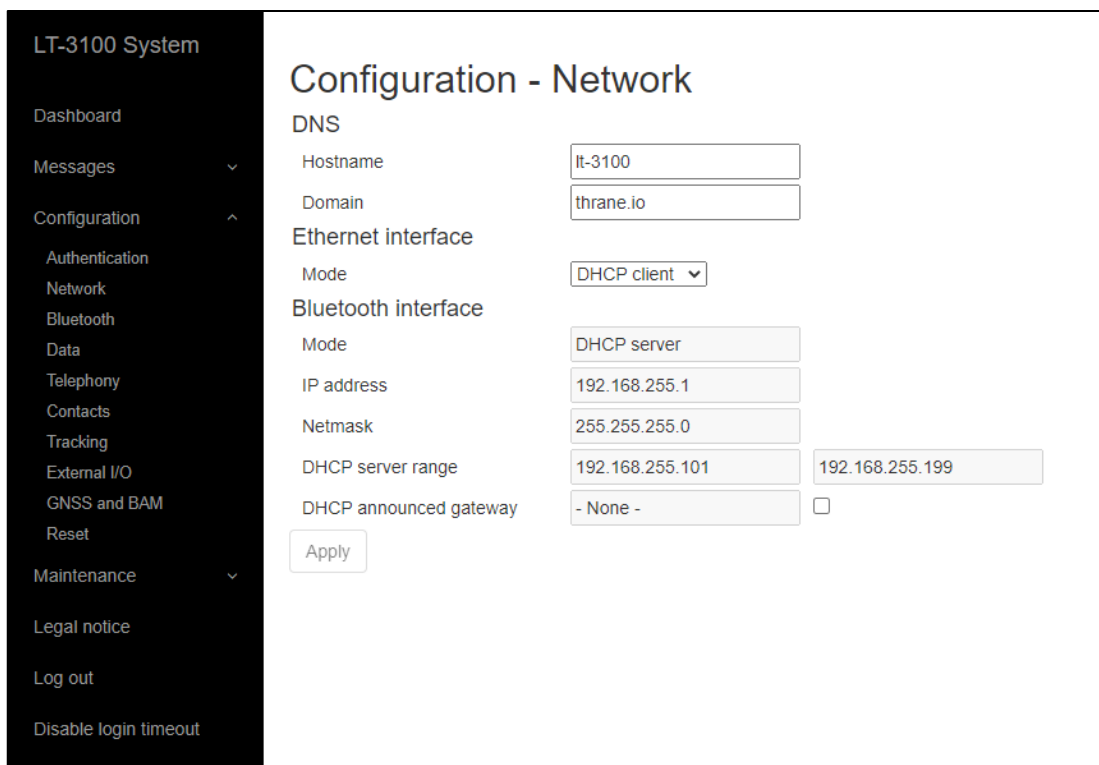 LT-3100 System
Dashboard
Messages
Configuration
Authentication
Network
Bluetooth
Data
Telephony
Contacts
Tracking
External I/O
GNSS and BAM
Reset
Maintenance
Legal notice
Log out
Disable login timeout
Configuration - Network
DNS
Hostname lt-3100
Domain thrane.io
Ethernet interface
Mode DHCP client
Bluetooth interface
Mode DHCP server
IP address 192.168.255.1
Netmask 255.255.255.0
DHCP server range 192.168.255.101 192.168.255.199
DHCP announced gateway - None -
Apply